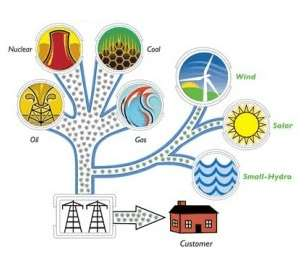 Nuclear
Coal
Wind
Oil
Gas
Solar
Small-Hydro
Customer